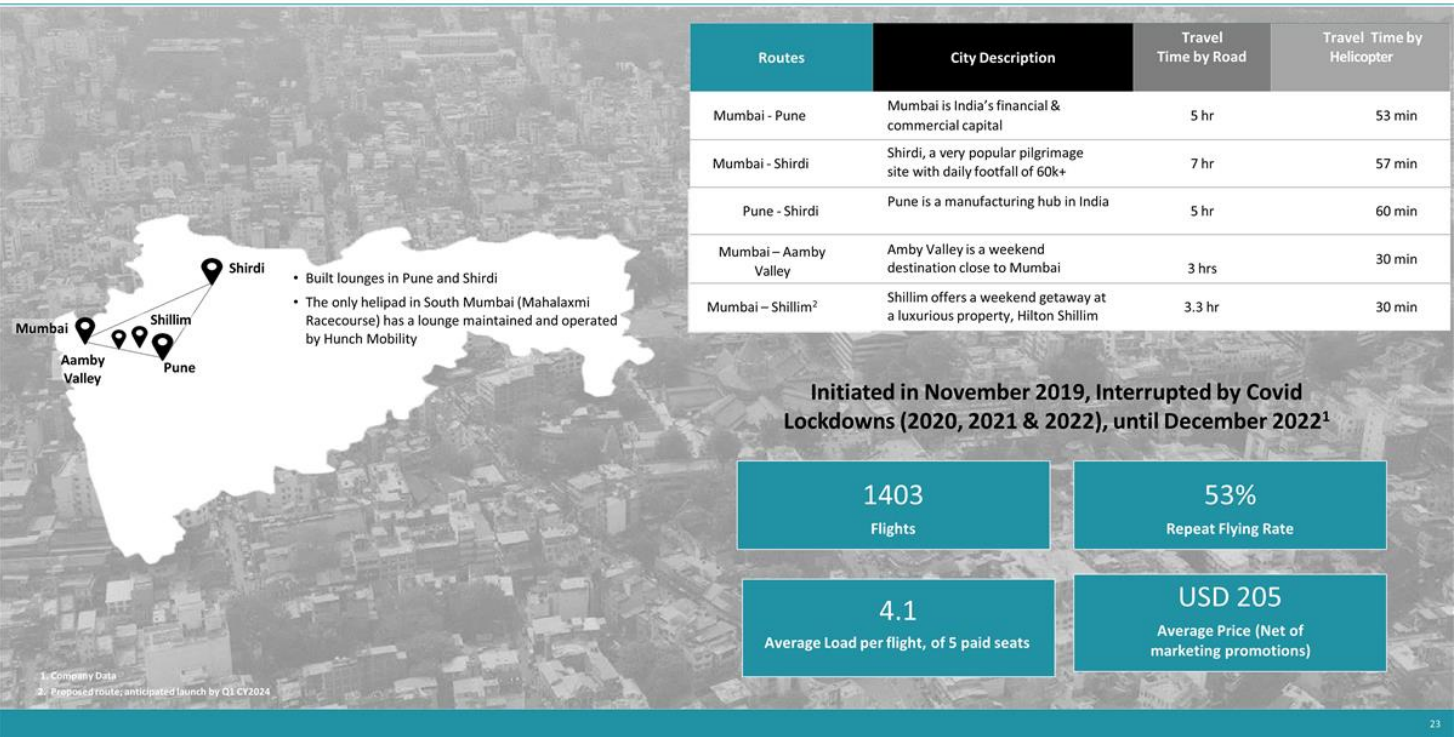 Routes
City Description
Travel
Time by Road
Travel Time by
Helicopter
Mumbai - Pune
Mumbai is India’s financial &
commercial capital
5 hr
53 min
Mumbai - Shirdi
Shirdi, a very popular pilgrimage
site with daily footfall of 60k+
7 hr
57 min
Pune - Shirdi
Pune is a manufacturing hub in India
5 hr
60 min
Mumbai – Aamby
Valley
Amby Valley is a weekend
destination close to Mumbai
3 hrs
30 min
Mumbai – Shillim²
Shillim offers a weekend getaway at
a luxurious property, Hilton Shillim
3.3 hr
30 min
Shirdi
Shillim
Mumbai
Aamby
Valley
Pune
• Built lounges in Pune and Shirdi
• The only helipad in South Mumbai (Mahalaxmi
Racecourse) has a lounge maintained and operated
by Hunch Mobility
Initiated in November 2019, Interrupted by Covid
Lockdowns (2020, 2021 & 2022), until December 2022¹
1403
Flights
53%
Repeat Flying Rate
4.1
Average Load per flight, of 5 paid seats
USD 205
Average Price (Net of
marketing promotions)
1. Company Data
2. Proposed route; anticipated launch by Q1 CY2024
23